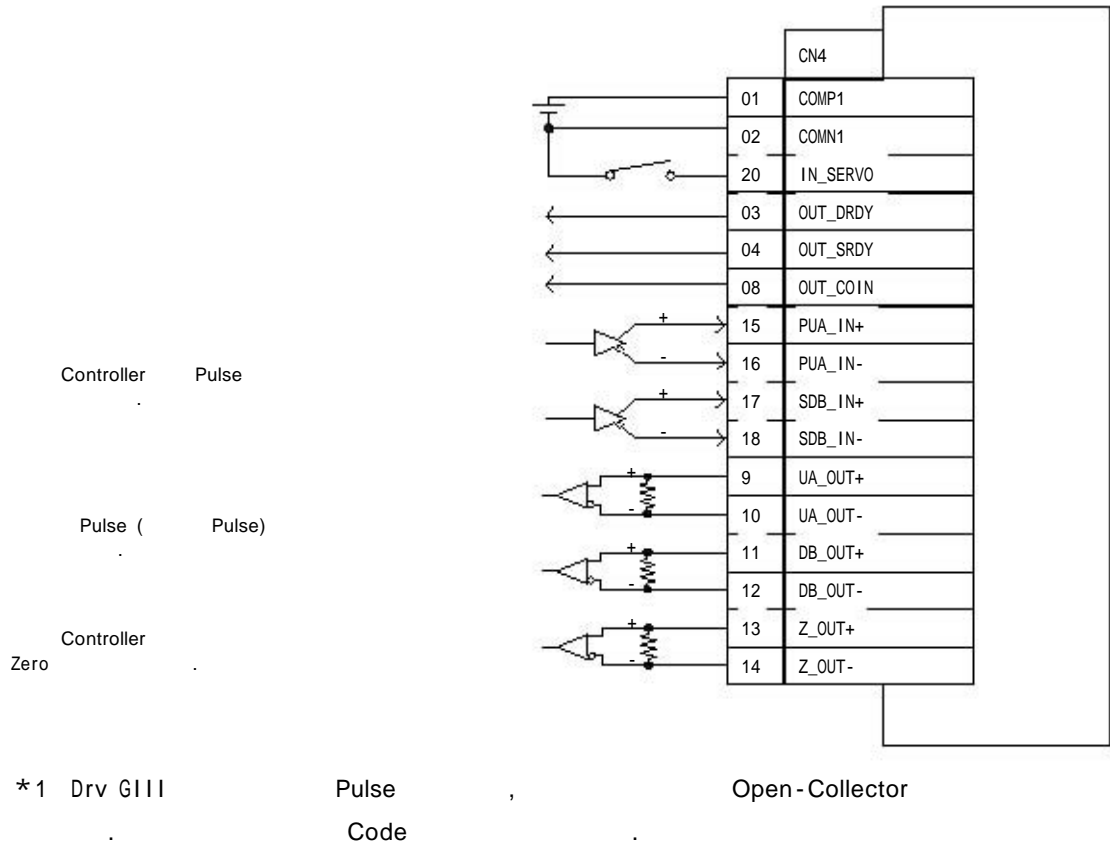 CN4
01 COMP1
02 COMN1
20 IN_SERVO
03 OUT_DRDY
04 OUT_SRDY
08 OUT_COIN
+ 15 PUA_IN+
- 16 PUA_IN-
Controller Pulse
.
+ 17 SDB_IN+
- 18 SDB_IN-
+ 9 UA_OUT+
- 10 UA_OUT-
Pulse ( Pulse)
.
+ 11 DB_OUT+
- 12 DB_OUT-
+ 13 Z_OUT+
Controller
Zero .
- 14 Z_OUT-
*1 Drv GIII Pulse , Open-Collector
. Code .